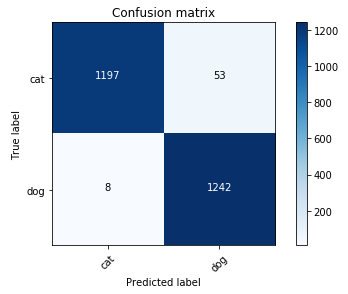 Confusion matrix
cat
1197
53
dog
8
1242
cat
dog
True label
Predicted label
1200
1000
800
600
400
200